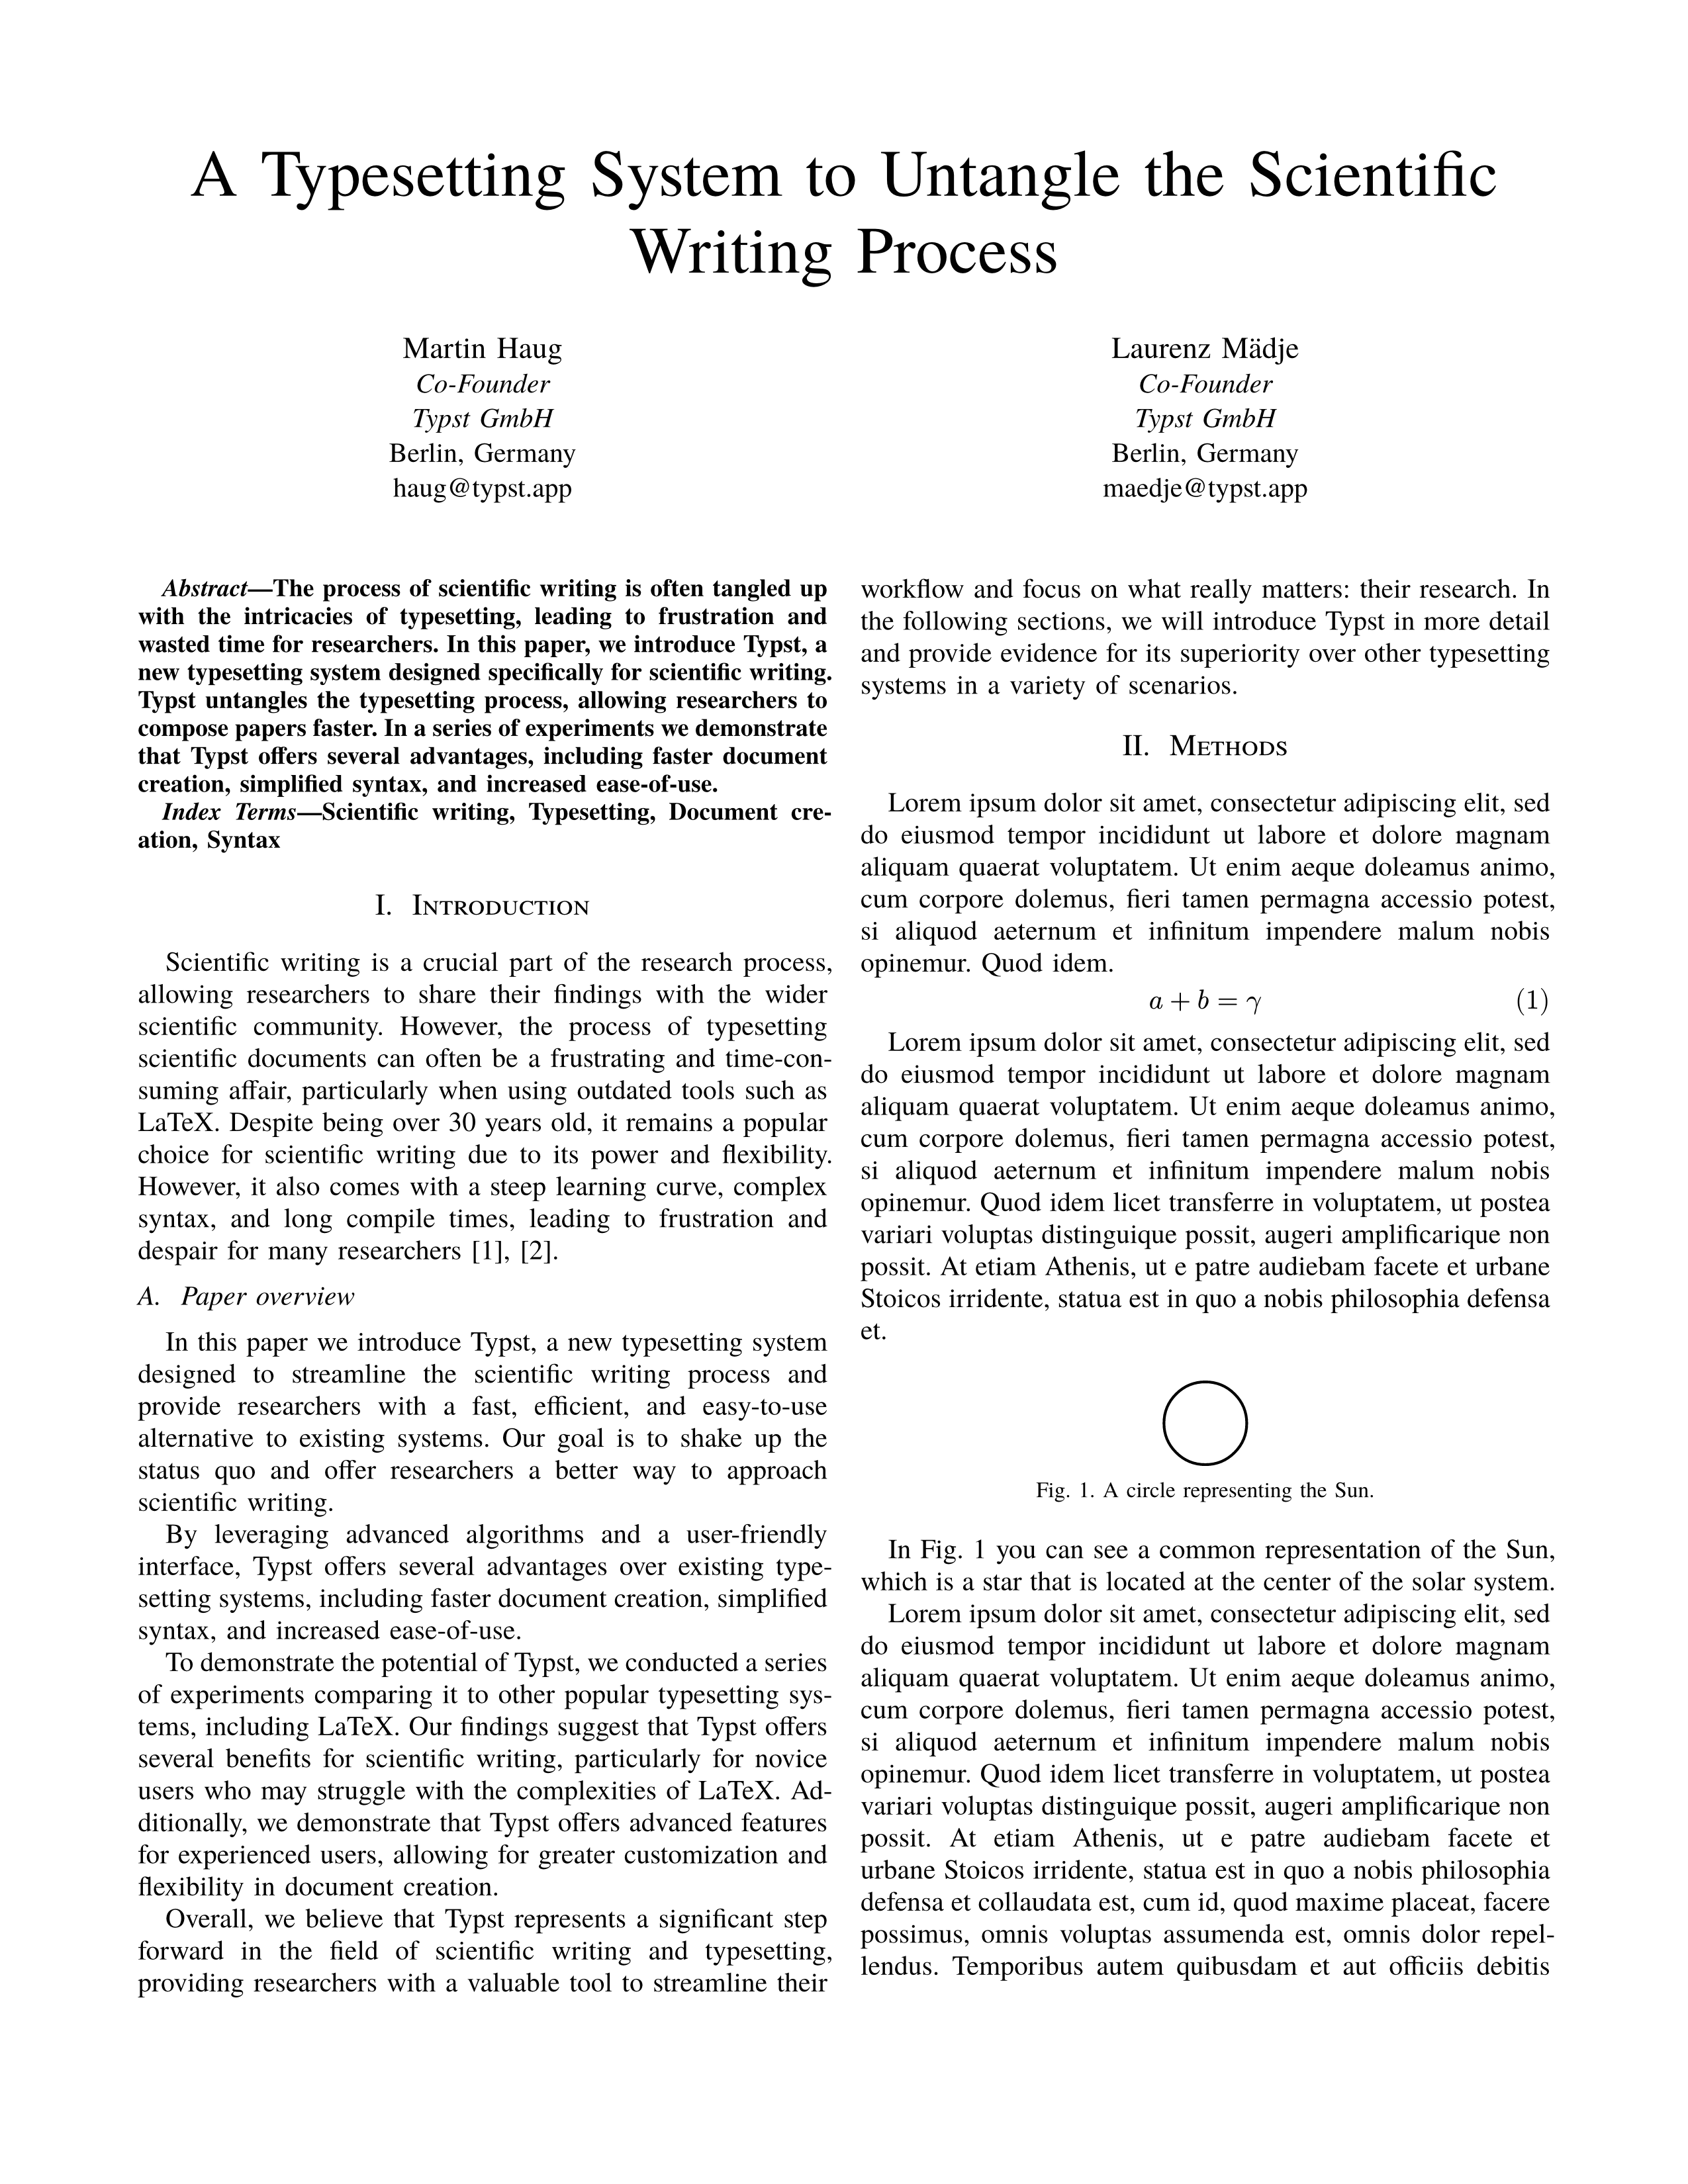 A Typesetting System to Untangle the Scientific
Writing Process
Martin Haug
Co-Founder
Typst GmbH
Berlin, Germany
haug@typst.app
Laurenz Mädje
Co-Founder
Typst GmbH
Berlin, Germany
maedje@typst.app
Abstract—The process of scientific writing is often tangled up
with the intricacies of typesetting, leading to frustration and
wasted time for researchers. In this paper, we introduce Typst, a
new typesetting system designed specifically for scientific writing.
Typst untangles the typesetting process, allowing researchers to
compose papers faster. In a series of experiments we demonstrate
that Typst offers several advantages, including faster document
creation, simplified syntax, and increased ease-of-use.
Index Terms—Scientific writing, Typesetting, Document cre-
ation, Syntax
I. Introduction
Scientific writing is a crucial part of the research process,
allowing researchers to share their findings with the wider
scientific community. However, the process of typesetting
scientific documents can often be a frustrating and time-con-
suming affair, particularly when using outdated tools such as
LaTeX. Despite being over 30 years old, it remains a popular
choice for scientific writing due to its power and flexibility.
However, it also comes with a steep learning curve, complex
syntax, and long compile times, leading to frustration and
despair for many researchers [1], [2].
A. Paper overview
In this paper we introduce Typst, a new typesetting system
designed to streamline the scientific writing process and
provide researchers with a fast, efficient, and easy-to-use
alternative to existing systems. Our goal is to shake up the
status quo and offer researchers a better way to approach
scientific writing.
By leveraging advanced algorithms and a user-friendly
interface, Typst offers several advantages over existing type-
setting systems, including faster document creation, simplified
syntax, and increased ease-of-use.
To demonstrate the potential of Typst, we conducted a series
of experiments comparing it to other popular typesetting sys-
tems, including LaTeX. Our findings suggest that Typst offers
several benefits for scientific writing, particularly for novice
users who may struggle with the complexities of LaTeX. Ad-
ditionally, we demonstrate that Typst offers advanced features
for experienced users, allowing for greater customization and
flexibility in document creation.
Overall, we believe that Typst represents a significant step
forward in the field of scientific writing and typesetting,
providing researchers with a valuable tool to streamline their
workflow and focus on what really matters: their research. In
the following sections, we will introduce Typst in more detail
and provide evidence for its superiority over other typesetting
systems in a variety of scenarios.
II. Methods
Lorem ipsum dolor sit amet, consectetur adipiscing elit, sed
do eiusmod tempor incididunt ut labore et dolore magnam
aliquam quaerat voluptatem. Ut enim aeque doleamus animo,
cum corpore dolemus, fieri tamen permagna accessio potest,
si aliquod aeternum et infinitum impendere malum nobis
opinemur. Quod idem.
a + b = γ (1)
Lorem ipsum dolor sit amet, consectetur adipiscing elit, sed
do eiusmod tempor incididunt ut labore et dolore magnam
aliquam quaerat voluptatem. Ut enim aeque doleamus animo,
cum corpore dolemus, fieri tamen permagna accessio potest,
si aliquod aeternum et infinitum impendere malum nobis
opinemur. Quod idem licet transferre in voluptatem, ut postea
variari voluptas distinguique possit, augeri amplificarique non
possit. At etiam Athenis, ut e patre audiebam facete et urbane
Stoicos irridente, statua est in quo a nobis philosophia defensa
et.
Fig. 1. A circle representing the Sun.
In Fig. 1 you can see a common representation of the Sun,
which is a star that is located at the center of the solar system.
Lorem ipsum dolor sit amet, consectetur adipiscing elit, sed
do eiusmod tempor incididunt ut labore et dolore magnam
aliquam quaerat voluptatem. Ut enim aeque doleamus animo,
cum corpore dolemus, fieri tamen permagna accessio potest,
si aliquod aeternum et infinitum impendere malum nobis
opinemur. Quod idem licet transferre in voluptatem, ut postea
variari voluptas distinguique possit, augeri amplificarique non
possit. At etiam Athenis, ut e patre audiebam facete et
urbane Stoicos irridente, statua est in quo a nobis philosophia
defensa et collaudata est, cum id, quod maxime placeat, facere
possimus, omnis voluptas assumenda est, omnis dolor repel-
lendus. Temporibus autem quibusdam et aut officiis debitis